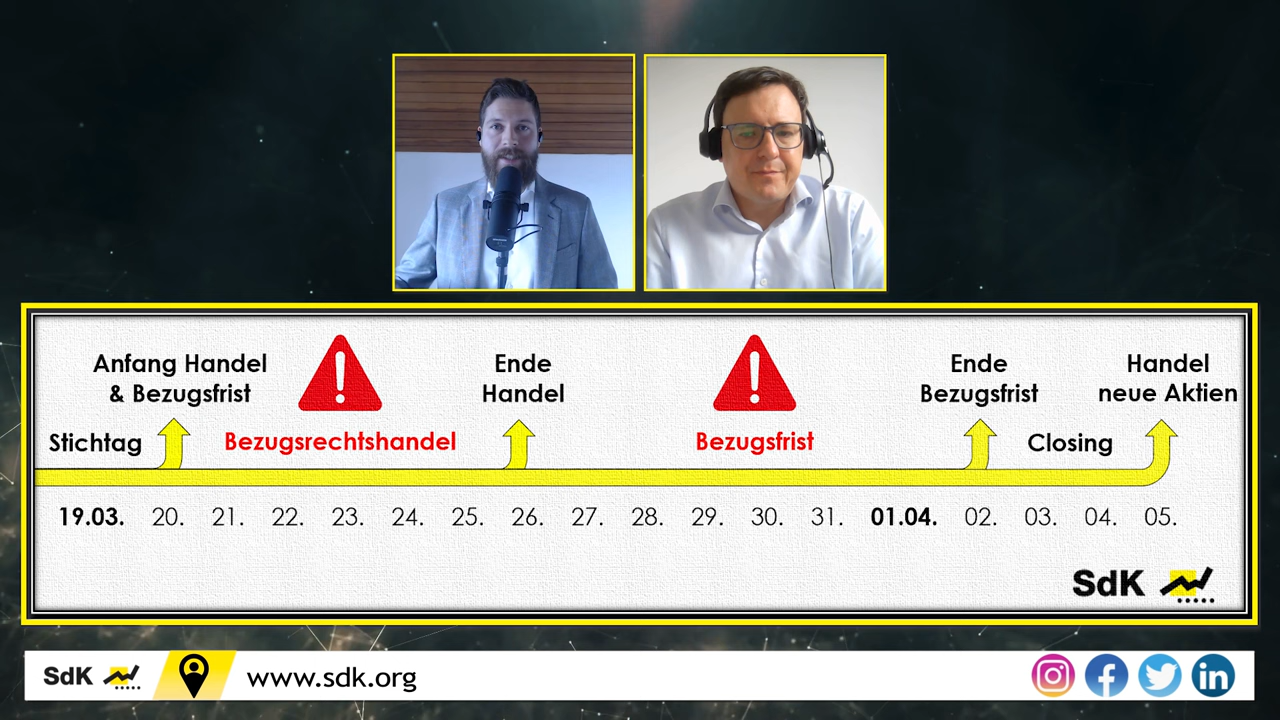 Anfang Handel
& Bezugsfrist
Ende
Handel
Ende
Bezugsfrist
Handel
neue Aktien
Stichtag
Bezugsrechtshandel
Bezugsfrist
Closing
19.03. 20. 21. 22. 23. 24. 25. 26. 27. 28. 29. 30. 31. 01.04. 02. 03. 04. 05.
SdK
SdK
www.sdk.org